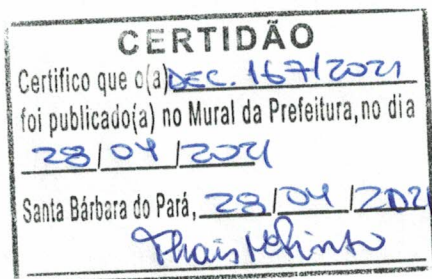 CERTIDÃO
Certifico que o(a) DEC. 167/2021
foi publicado(a) no Mural da Prefeitura, no dia
28/04/2021
Santa Bárbara do Pará, 28/04/2021